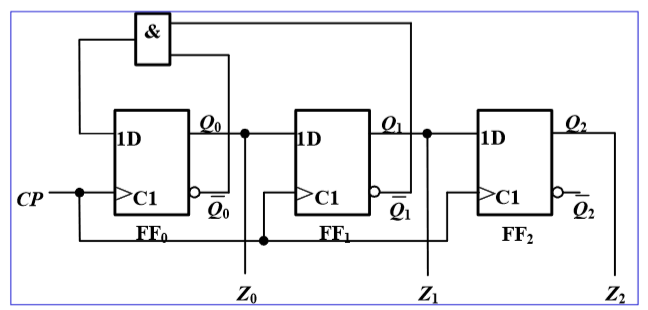 &
Q₀ Q₁ Q₂
1D 1D 1D
CP C1 C1 C1
Q̅₀ Q̅₁ Q̅₂
FF₀ FF₁ FF₂
Z₀ Z₁ Z₂